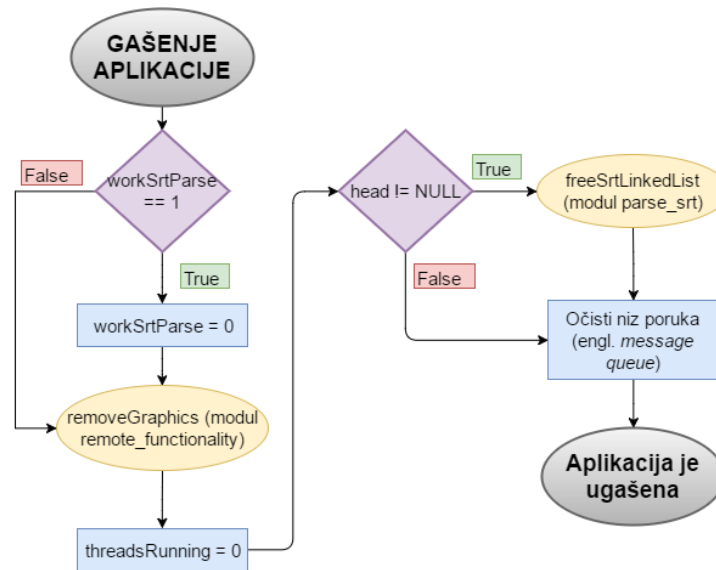 GAŠENJE
APLIKACIJE
False
workSrtParse
== 1
True
workSrtParse = 0
removeGraphics (modul
remote_functionality)
threadsRunning = 0
head != NULL
True
False
freeSrtLinkedList
(modul parse_srt)
Očisti niz poruka
(engl. message
queue)
Aplikacija je
ugašena